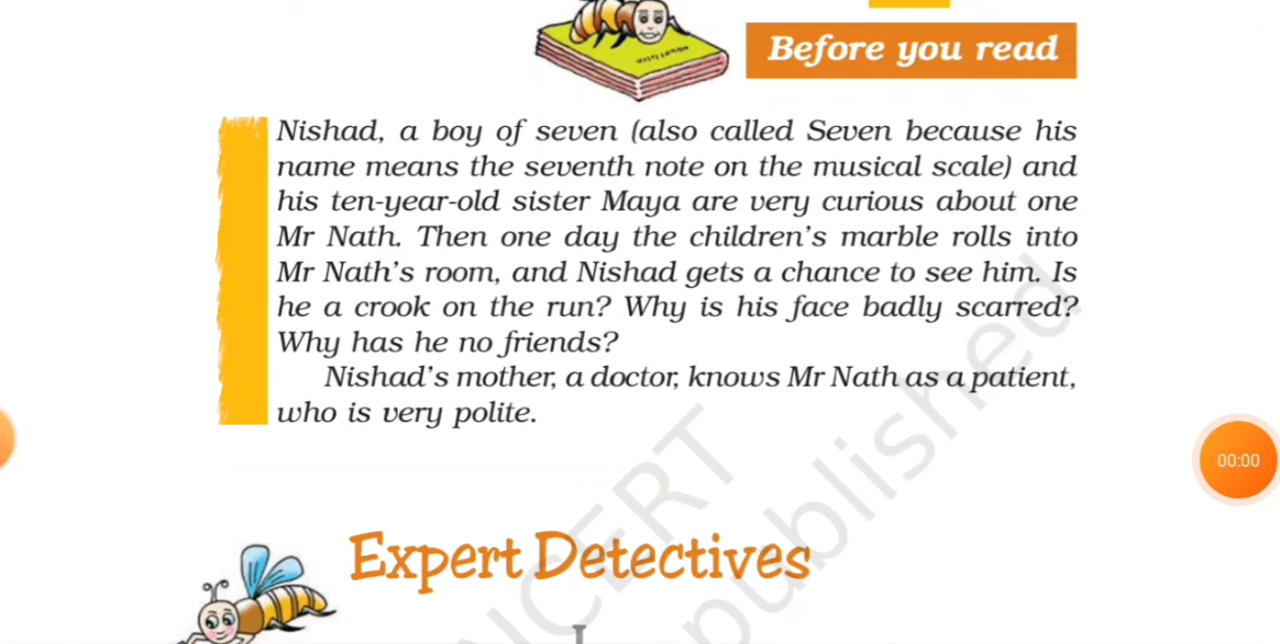 Before you read
Nishad, a boy of seven (also called Seven because his
name means the seventh note on the musical scale) and
his ten-year-old sister Maya are very curious about one
Mr Nath. Then one day the children's marble rolls into
Mr Nath's room, and Nishad gets a chance to see him. Is
he a crook on the run? Why is his face badly scarred?
Why has he no friends?
Nishad's mother, a doctor, knows Mr Nath as a patient,
who is very polite.
00:00
Expert Detectives
NCERT
published
I